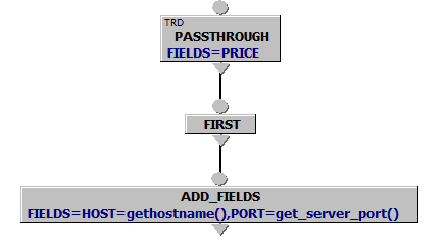 TRD
PASSTHROUGH
FIELDS=PRICE
FIRST
ADD_FIELDS
FIELDS=HOST=gethostname(),PORT=get_server_port()